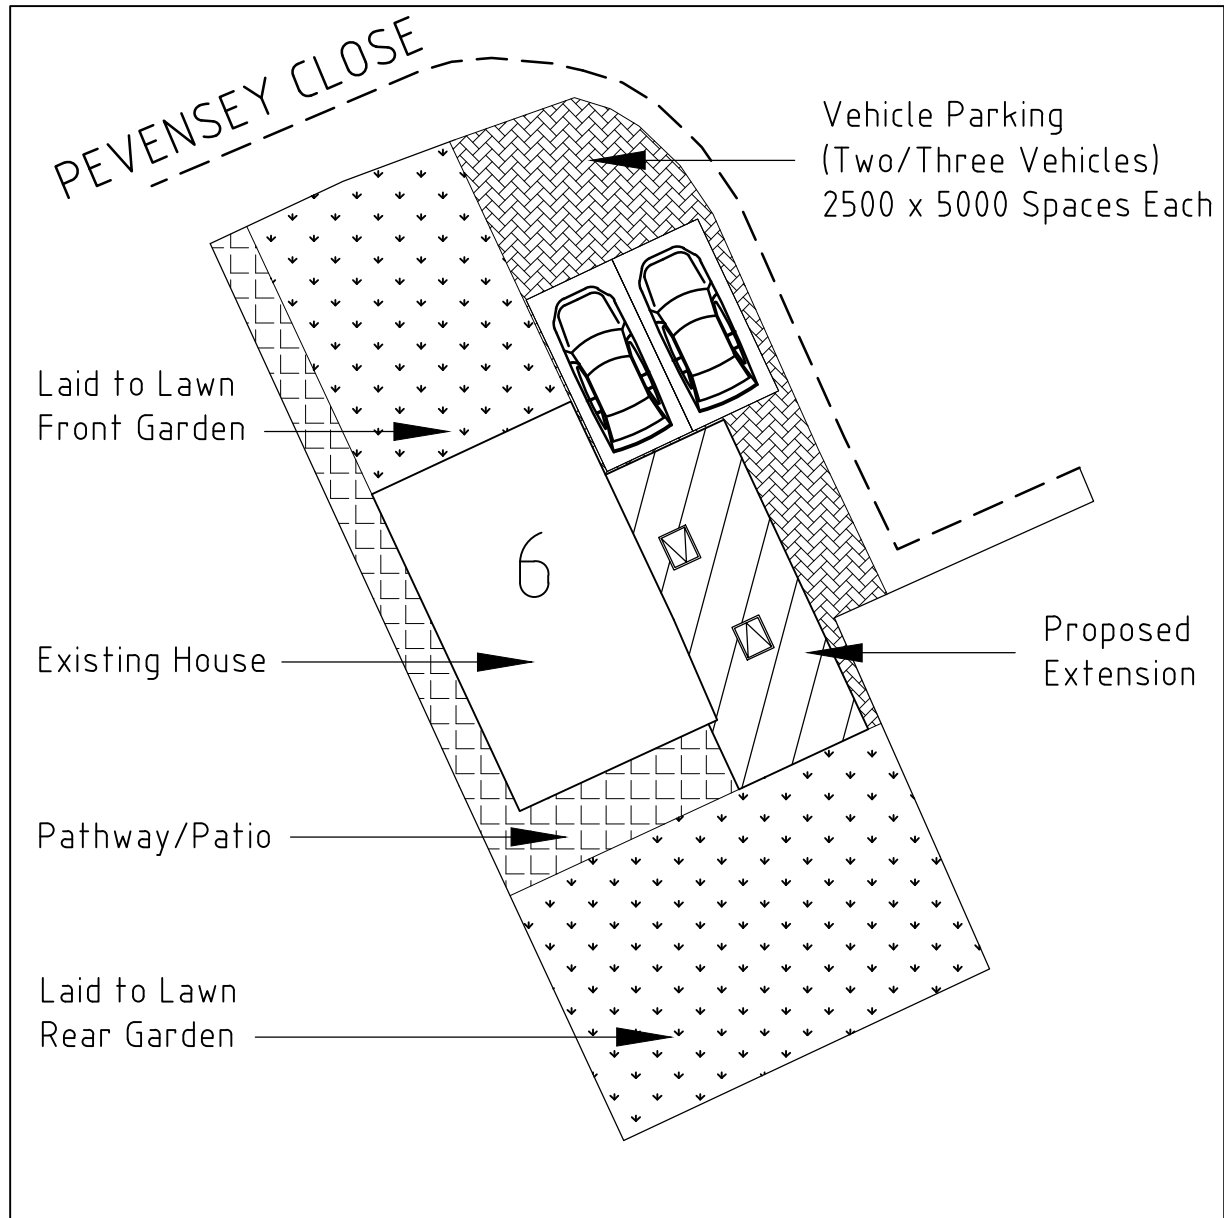 PEVENSEY CLOSE
Vehicle Parking
(Two/Three Vehicles)
2500 x 5000 Spaces Each
Laid to Lawn
Front Garden
6
Existing House
Proposed
Extension
Pathway/Patio
Laid to Lawn
Rear Garden